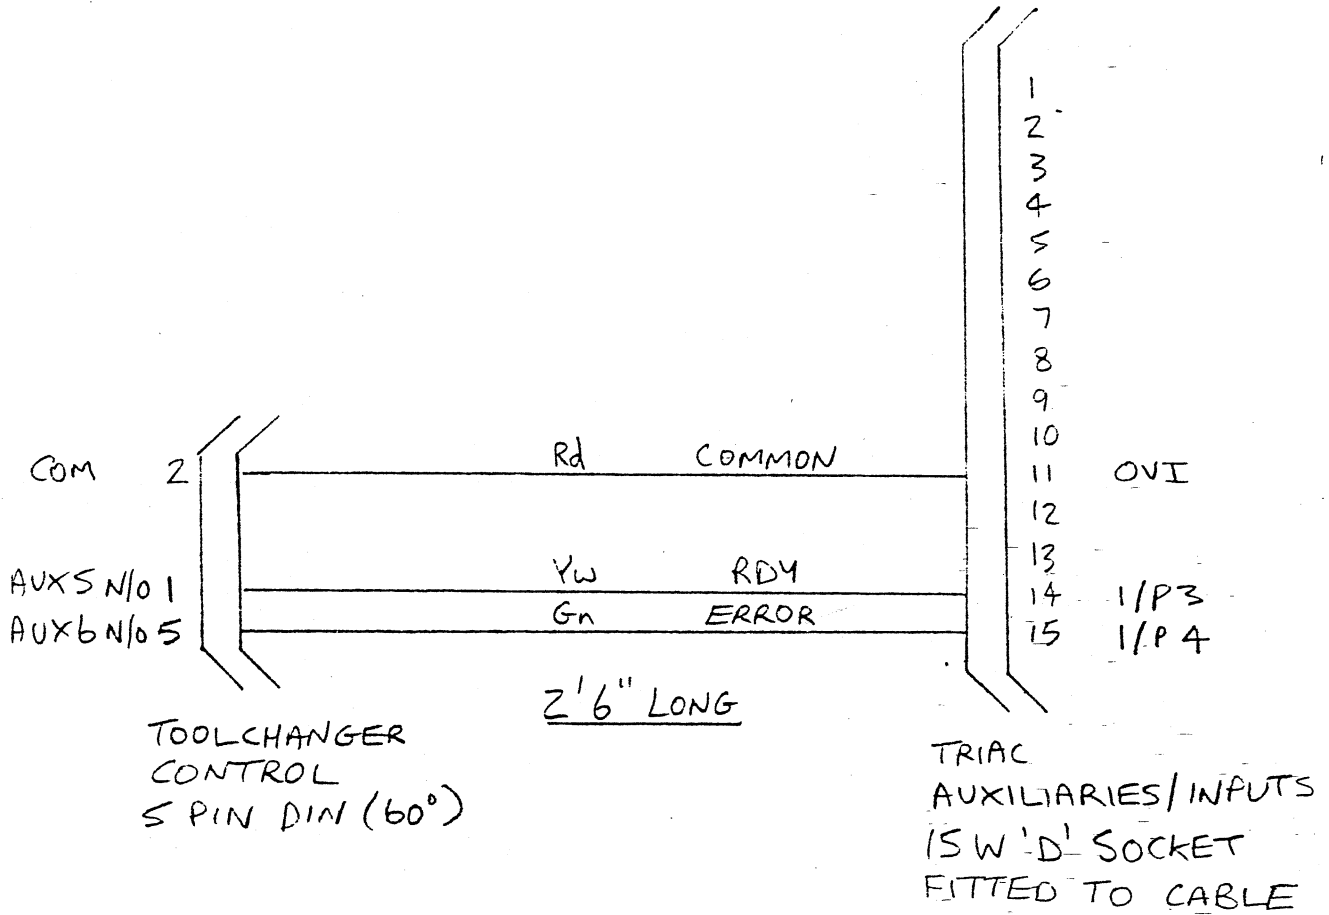 1
2
3
4
5
6
7
8
9
10
COM 2 Rd COMMON 11 OVI
12
13
AUX5 N/O 1 Yw RDY 14 I/P3
AUX6 N/O 5 Gn ERROR 15 I/P 4
2'6" LONG
TOOLCHANGER
CONTROL
5 PIN DIN (60°)
TRIAC
AUXILIARIES/INPUTS
15 W 'D' SOCKET
FITTED TO CABLE